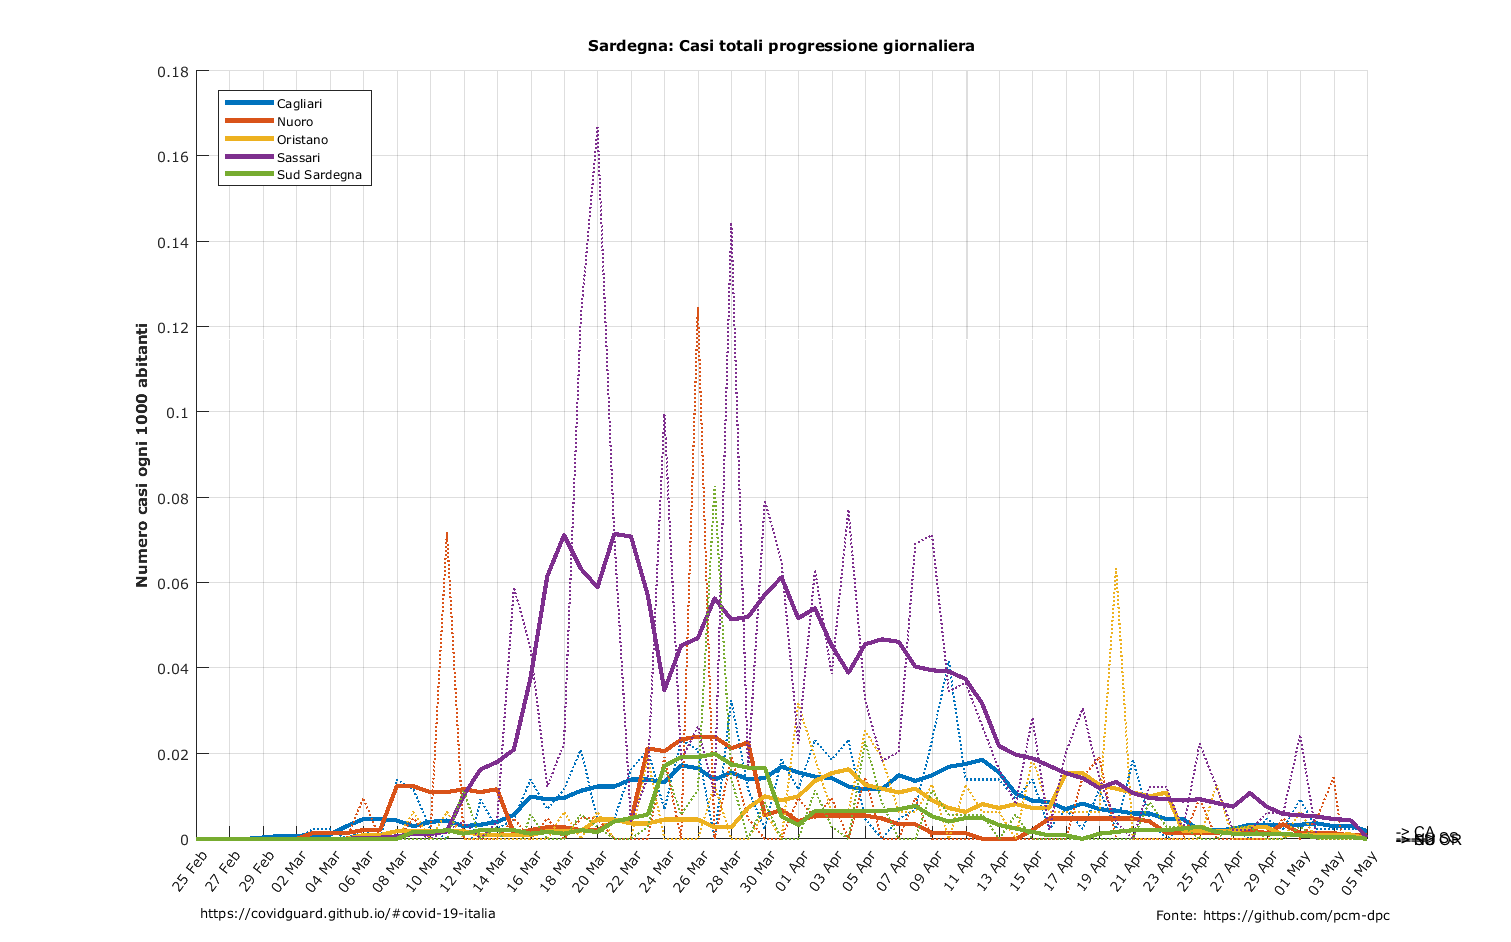 Sardegna: Casi totali progressione giornaliera
Numero casi ogni 1000 abitanti
0.18
0.16
0.14
0.12
0.1
0.08
0.06
0.04
0.02
0
Cagliari
Nuoro
Oristano
Sassari
Sud Sardegna
25 Feb
27 Feb
29 Feb
02 Mar
04 Mar
06 Mar
08 Mar
10 Mar
12 Mar
14 Mar
16 Mar
18 Mar
20 Mar
22 Mar
24 Mar
26 Mar
28 Mar
30 Mar
01 Apr
03 Apr
05 Apr
07 Apr
09 Apr
11 Apr
13 Apr
15 Apr
17 Apr
19 Apr
21 Apr
23 Apr
25 Apr
27 Apr
29 Apr
01 May
03 May
05 May
-> CA
https://covidguard.github.io/#covid-19-italia
Fonte: https://github.com/pcm-dpc